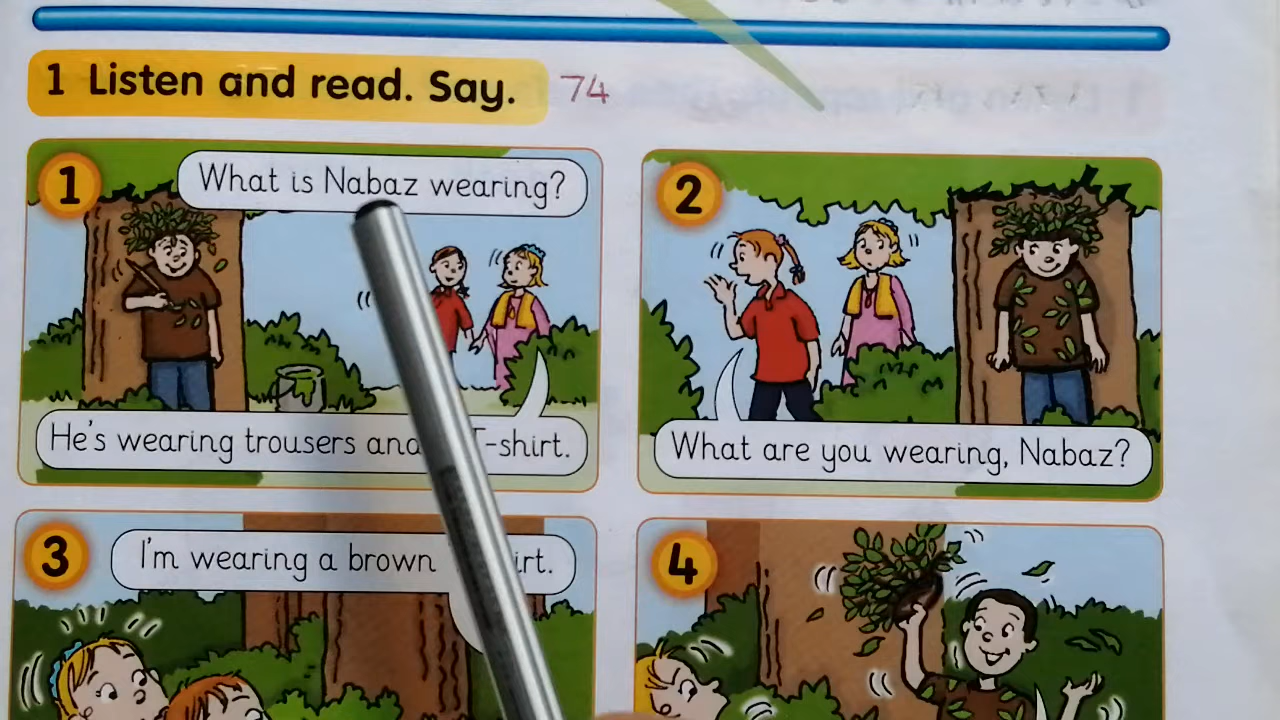 1 Listen and read. Say. 74
1
What is Nabaz wearing?
He's wearing trousers and T-shirt.
2
What are you wearing, Nabaz?
3
I'm wearing a brown
4